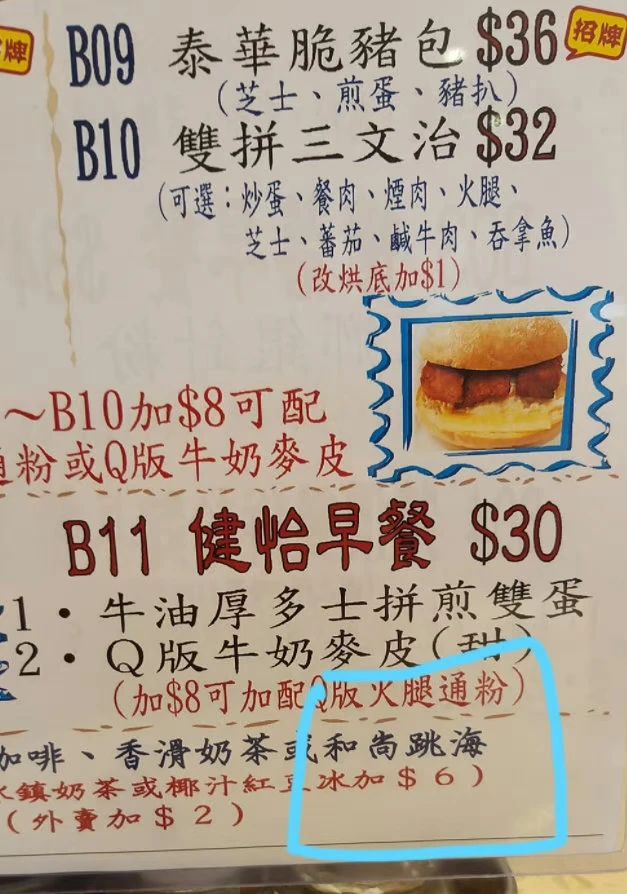 招牌
B09 泰華脆豬包 $36 招牌
(芝士、煎蛋、豬扒)
B10 雙拼三文治 $32
(可選：炒蛋、餐肉、煙肉、火腿、
芝士、蕃茄、鹹牛肉、吞拿魚)
(改烘底加$1)
～B10加$8可配
通粉或Q版牛奶麥皮
B11 健怡早餐 $30
1·牛油厚多士拼煎雙蛋
2·Q版牛奶麥皮(甜)
(加$8可加配Q版火腿通粉)
咖啡、香滑奶茶或和尚跳海
冰鎮奶茶或椰汁紅豆冰加$6)
(外賣加$2)